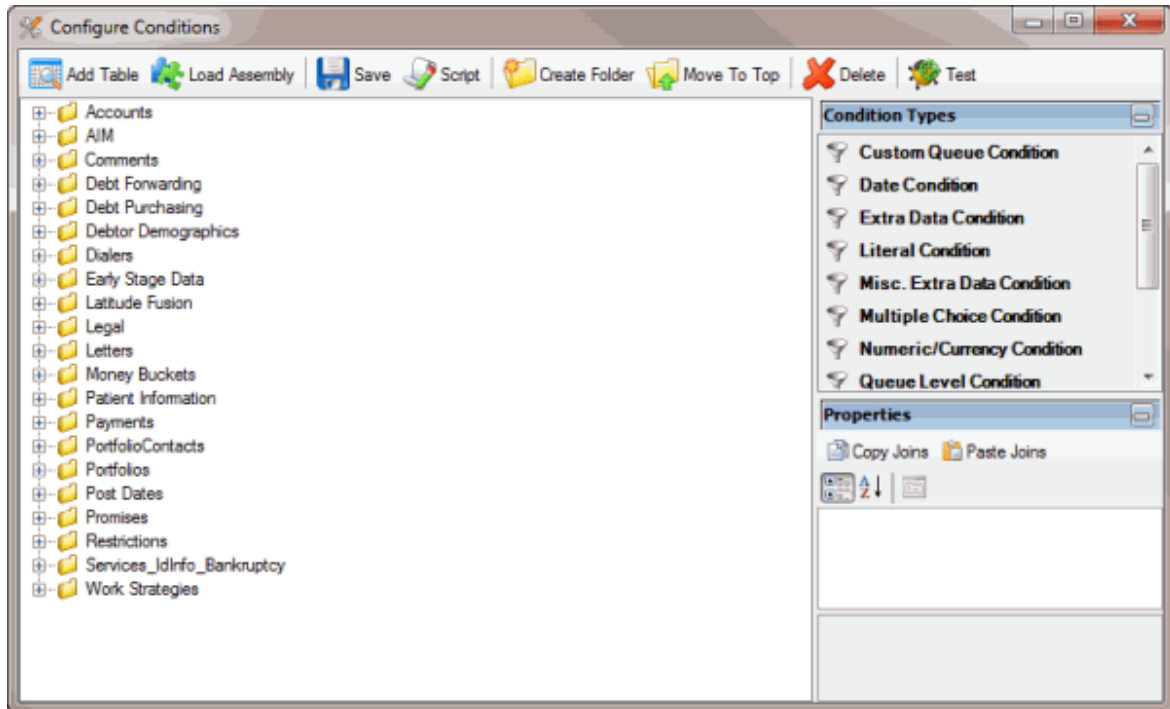 Configure Conditions
Add Table Load Assembly Save Script Create Folder Move To Top Delete Test
Accounts
AIM
Comments
Debt Forwarding
Debt Purchasing
Debtor Demographics
Dialers
Early Stage Data
Latitude Fusion
Legal
Letters
Money Buckets
Patient Information
Payments
PortfolioContacts
Portfolios
Post Dates
Promises
Restrictions
Services_IdInfo_Bankruptcy
Work Strategies
Condition Types
Custom Queue Condition
Date Condition
Extra Data Condition
Literal Condition
Misc. Extra Data Condition
Multiple Choice Condition
Numeric/Currency Condition
Queue Level Condition
Properties
Copy Joins Paste Joins